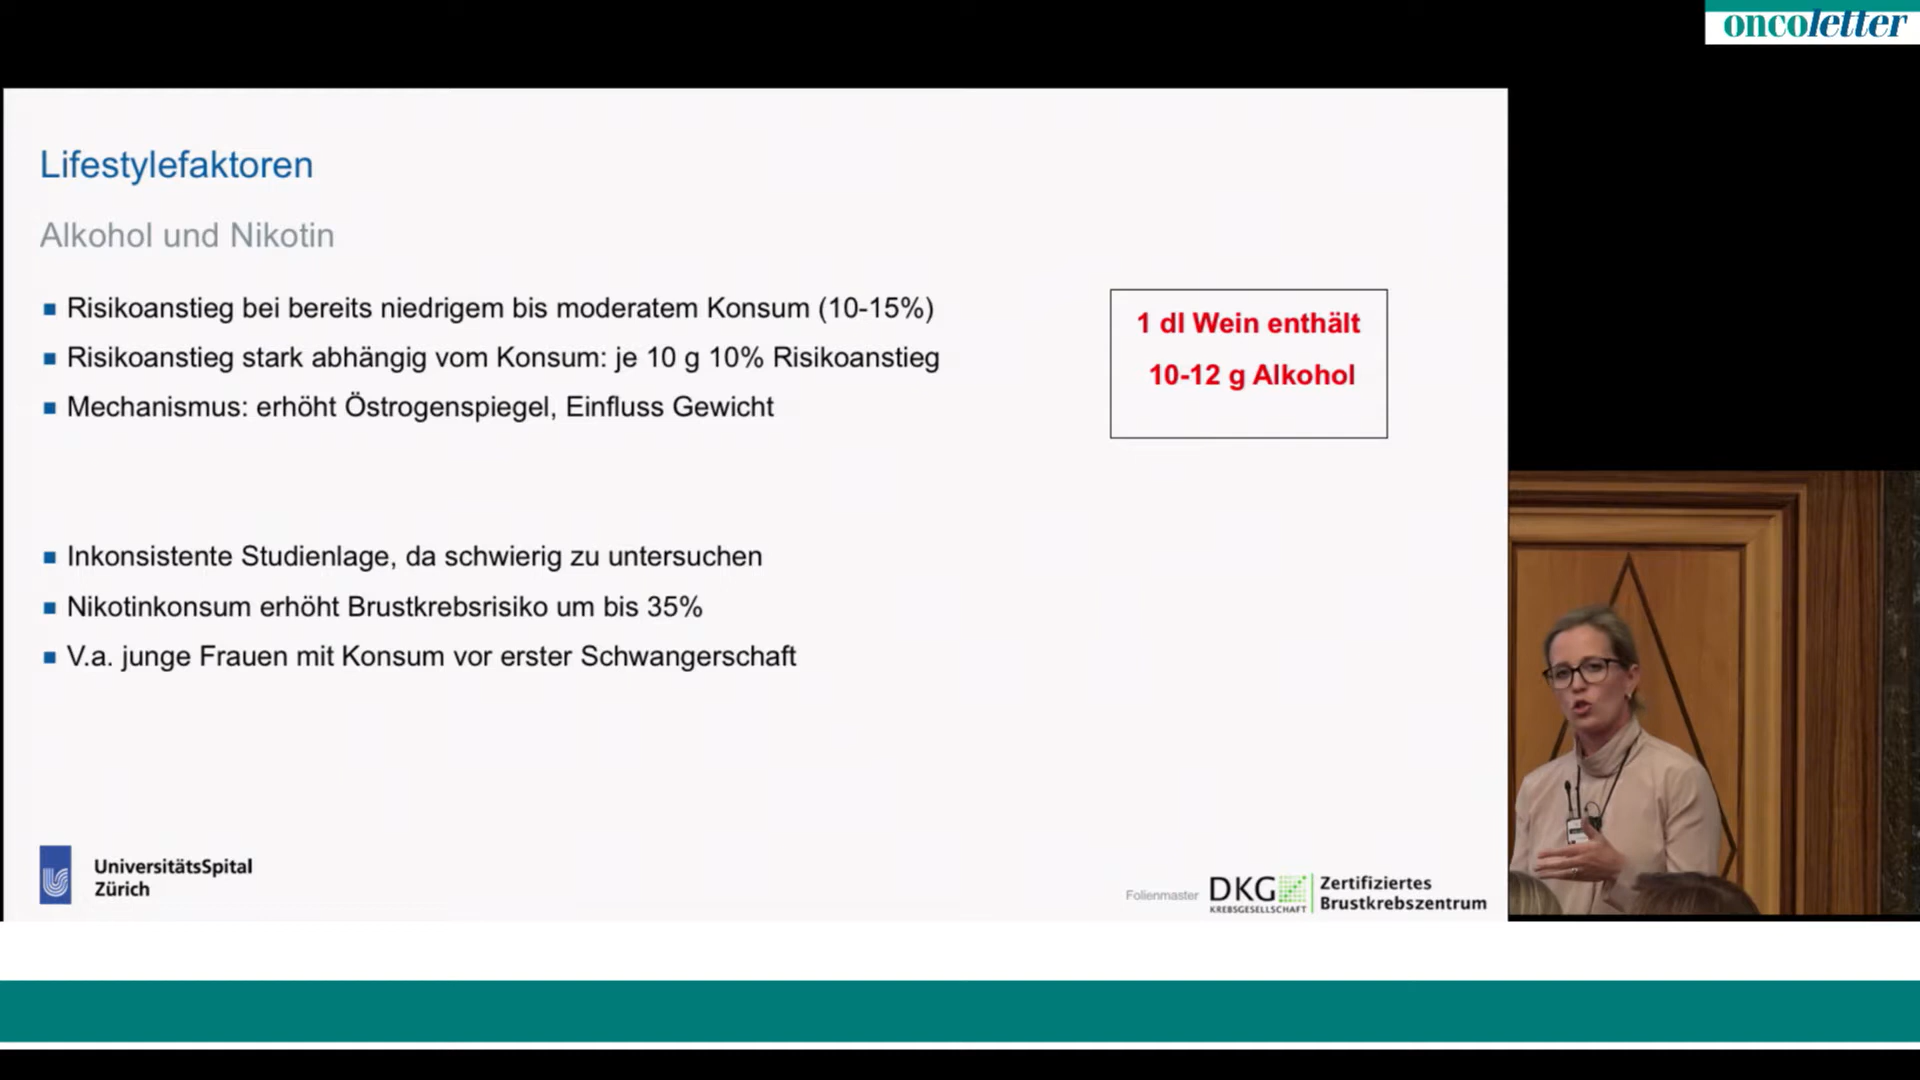 oncoletter
Lifestylefaktoren
Alkohol und Nikotin
Risikoanstieg bei bereits niedrigem bis moderatem Konsum (10-15%)
Risikoanstieg stark abhängig vom Konsum: je 10 g 10% Risikoanstieg
Mechanismus: erhöht Östrogenspiegel, Einfluss Gewicht
1 dl Wein enthält
10-12 g Alkohol
Inkonsistente Studienlage, da schwierig zu untersuchen
Nikotinkonsum erhöht Brustkrebsrisiko um bis 35%
V.a. junge Frauen mit Konsum vor erster Schwangerschaft
UniversitätsSpital
Zürich
Folienmaster
DKG
KREBSGESELLSCHAFT
Zertifiziertes
Brustkrebszentrum